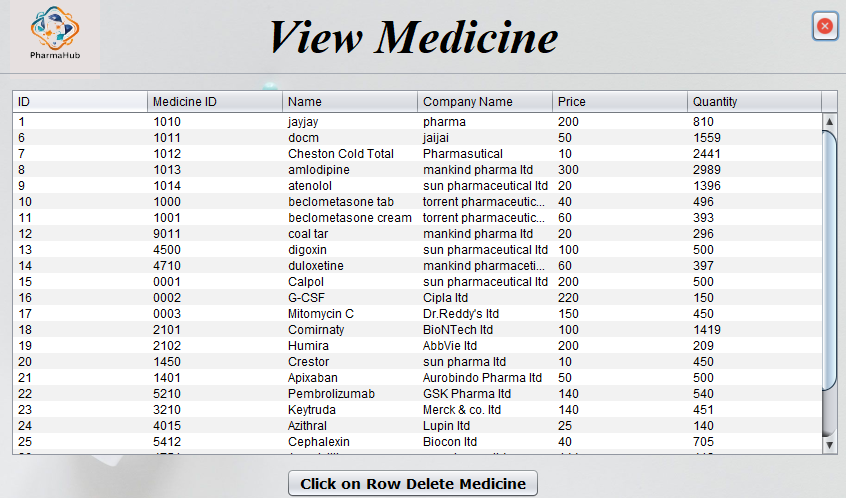 PharmaHub
View Medicine
ID Medicine ID Name Company Name Price Quantity
1 1010 jayjay pharma 200 810
6 1011 docm jaijai 50 1559
7 1012 Cheston Cold Total Pharmasutical 10 2441
8 1013 amlodipine mankind pharma ltd 300 2989
9 1014 atenolol sun pharmaceutical ltd 20 1396
10 1000 beclometasone tab torrent pharmaceutic... 40 496
11 1001 beclometasone cream torrent pharmaceutic... 60 393
12 9011 coal tar mankind pharma ltd 20 296
13 4500 digoxin sun pharmaceutical ltd 100 500
14 4710 duloxetine mankind pharmaceti... 60 397
15 0001 Calpol sun pharmaceutical ltd 200 500
16 0002 G-CSF Cipla ltd 220 150
17 0003 Mitomycin C Dr.Reddy's ltd 150 450
18 2101 Comirnaty BioNTech ltd 100 1419
19 2102 Humira AbbVie ltd 200 209
20 1450 Crestor sun pharma ltd 10 450
21 1401 Apixaban Aurobindo Pharma ltd 50 500
22 5210 Pembrolizumab GSK Pharma ltd 140 540
23 3210 Keytruda Merck & co. ltd 140 451
24 4015 Azithral Lupin ltd 25 140
25 5412 Cephalexin Biocon ltd 40 705
Click on Row Delete Medicine